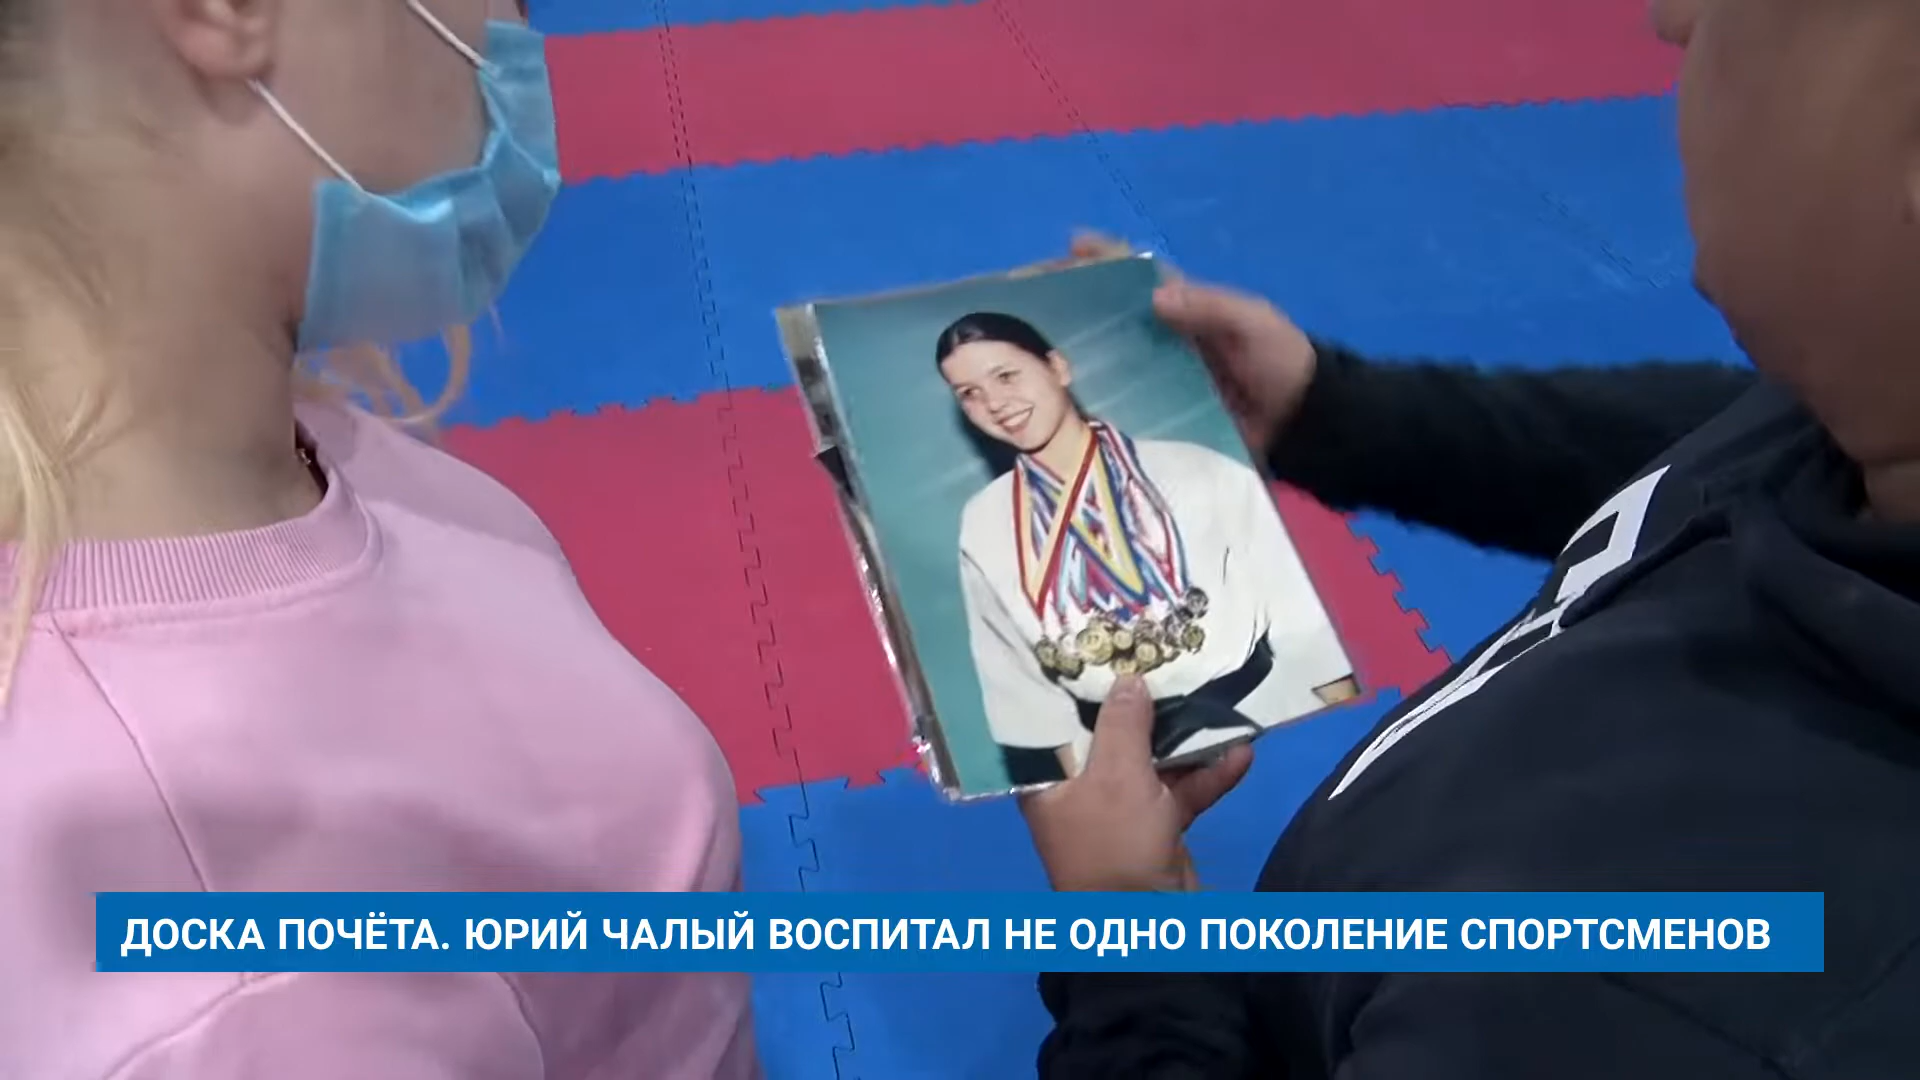 ДОСКА ПОЧЁТА. ЮРИЙ ЧАЛЫЙ ВОСПИТАЛ НЕ ОДНО ПОКОЛЕНИЕ СПОРТСМЕНОВ